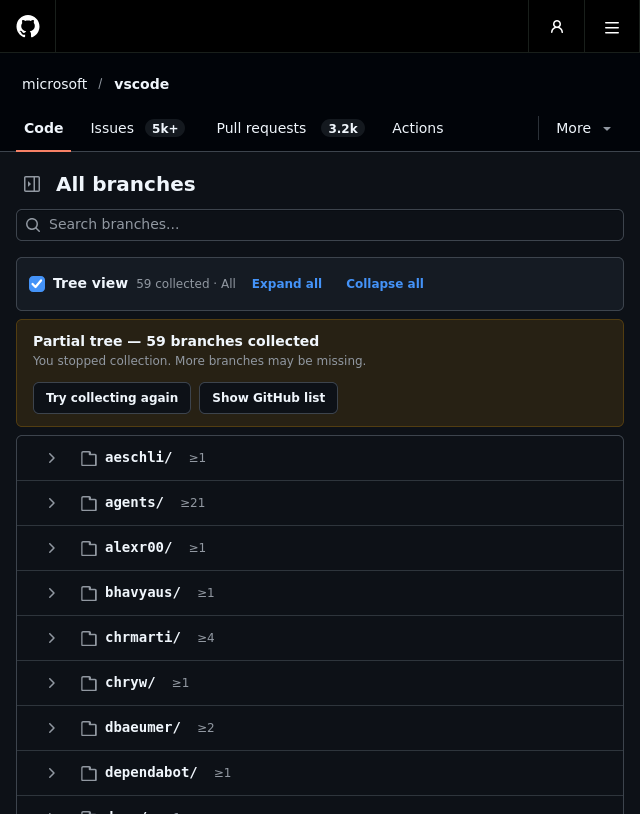 microsoft / vscode
Code Issues 5k+ Pull requests 3.2k Actions More
All branches
Search branches...
Tree view 59 collected · All Expand all Collapse all
Partial tree — 59 branches collected
You stopped collection. More branches may be missing.
Try collecting again Show GitHub list
aeschli/ ≥1
agents/ ≥21
alexr00/ ≥1
bhavyaus/ ≥1
chrmarti/ ≥4
chryw/ ≥1
dbaeumer/ ≥2
dependabot/ ≥1